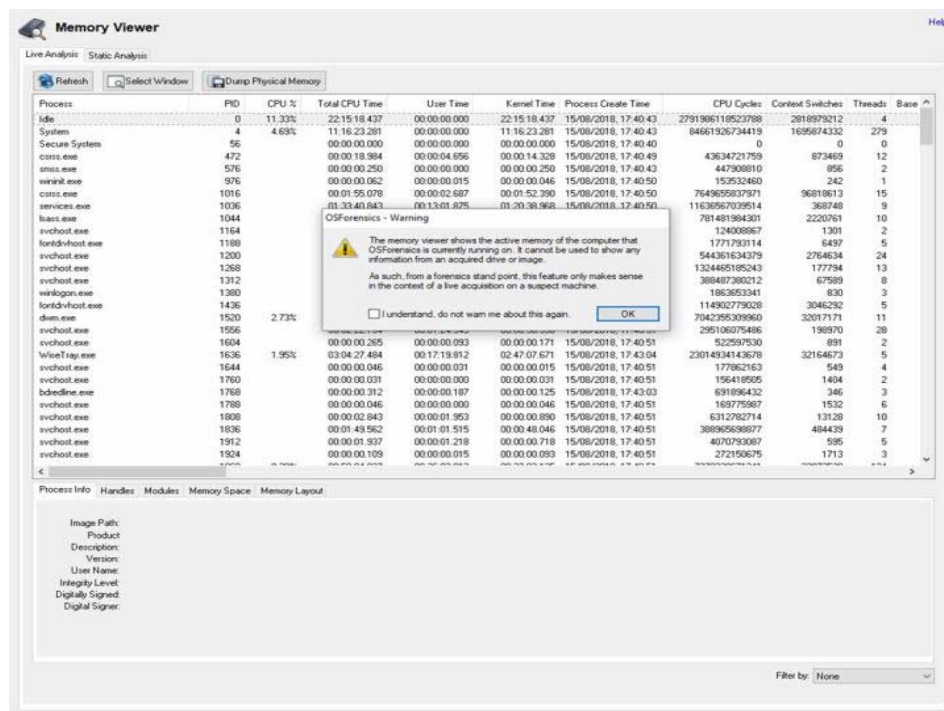 Memory Viewer
Help
Live Analysis Static Analysis
Refresh Select Window Dump Physical Memory
Process PID CPU % Total CPU Time User Time Kernel Time Process Create Time CPU Cycles Context Switches Threads Base
Idle 0 11.33% 22:15:18.437 00:00:00.000 22:15:18.437 15/08/2018, 17:40:43 2791986118523788 2818979212 4
System 4 4.69% 11:16:23.281 00:00:00.000 11:16:23.281 15/08/2018, 17:40:43 84661926734419 1695874332 279
Secure System 56 00:00:00.000 00:00:00.000 00:00:00.000 15/08/2018, 17:40:40 0 0 0
csrss.exe 472 00:00:18.984 00:00:04.656 00:00:14.328 15/08/2018, 17:40:49 43634721759 873469 12
smss.exe 576 00:00:00.250 00:00:00.000 00:00:00.250 15/08/2018, 17:40:43 447908810 856 2
wininit.exe 976 00:00:00.062 00:00:00.015 00:00:00.046 15/08/2018, 17:40:50 153532460 242 1
csrss.exe 1016 00:01:55.078 00:00:02.687 00:01:52.390 15/08/2018, 17:40:50 7649655837971 96818613 15
services.exe 1036 01:33:40.843 00:13:01.875 01:20:38.968 15/08/2018, 17:40:50 11636567039514 368748 9
lsass.exe 1044 781481984301 2220761 10
svchost.exe 1164 124008867 1301 2
fontdrvhost.exe 1188 1771793114 6497 5
svchost.exe 1200 544361634379 2764634 24
svchost.exe 1268 1324465185243 177794 13
svchost.exe 1312 388487380212 67589 8
winlogon.exe 1380 1863653341 830 3
fontdrvhost.exe 1436 114902779028 3046292 5
dwm.exe 1520 2.73% 7042355309960 32017171 11
svchost.exe 1556 295106075486 198970 28
svchost.exe 1604 00:00:00.265 00:00:00.093 00:00:00.171 15/08/2018, 17:40:51 522597530 891 2
WiseTray.exe 1636 1.95% 03:04:27.484 00:17:19.812 02:47:07.671 15/08/2018, 17:43:04 23014934143678 32164673 5
svchost.exe 1644 00:00:00.046 00:00:00.031 00:00:00.015 15/08/2018, 17:40:51 177862163 549 4
svchost.exe 1760 00:00:00.031 00:00:00.000 00:00:00.031 15/08/2018, 17:40:51 156418505 1404 2
bdredline.exe 1768 00:00:00.312 00:00:00.187 00:00:00.125 15/08/2018, 17:43:03 691896432 346 3
svchost.exe 1788 00:00:00.046 00:00:00.000 00:00:00.046 15/08/2018, 17:40:51 169775987 1532 6
svchost.exe 1808 00:00:02.843 00:00:01.953 00:00:00.890 15/08/2018, 17:40:51 6312782714 13128 10
svchost.exe 1836 00:01:49.562 00:01:01.515 00:00:48.046 15/08/2018, 17:40:51 388965698877 484439 7
svchost.exe 1912 00:00:01.937 00:00:01.218 00:00:00.718 15/08/2018, 17:40:51 4070793087 595 5
svchost.exe 1924 00:00:00.109 00:00:00.015 00:00:00.093 15/08/2018, 17:40:51 272150675 1713 3
OSForensics - Warning
The memory viewer shows the active memory of the computer that
OSForensics is currently running on. It cannot be used to show any
information from an acquired drive or image.
As such, from a forensics stand point, this feature only makes sense
in the context of a live acquisition on a suspect machine.
I understand, do not warn me about this again.
OK
Process Info Handles Modules Memory Space Memory Layout
Image Path:
Product
Description:
Version:
User Name:
Integrity Level:
Digitally Signed:
Digital Signer:
Filter by: None